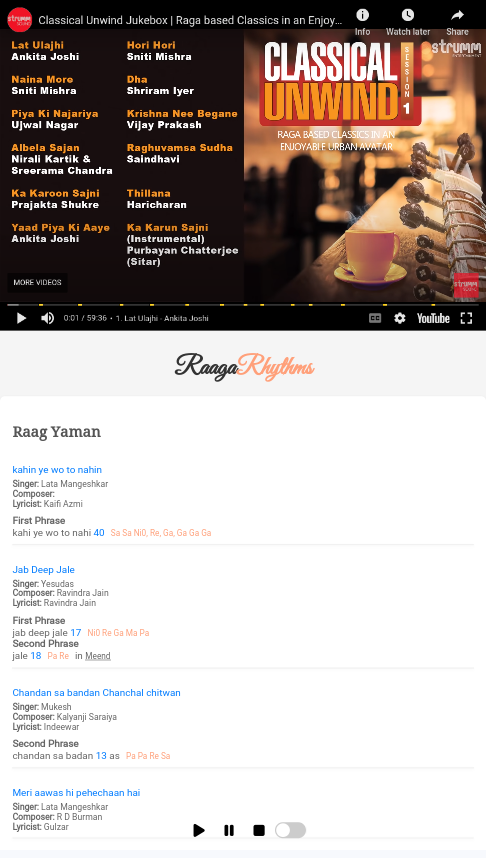 Classical Unwind Jukebox | Raga based Classics in an Enjoy...
Info
Watch later
Share
Lat Ulajhi
Ankita Joshi
Naina More
Sniti Mishra
Piya Ki Najariya
Ujwal Nagar
Albela Sajan
Nirali Kartik &
Sreerama Chandra
Ka Karoon Sajni
Prajakta Shukre
Yaad Piya Ki Aaye
Ankita Joshi
Hori Hori
Sniti Mishra
Dha
Shriram Iyer
Krishna Nee Begane
Vijay Prakash
Raghuvamsa Sudha
Saindhavi
Thillana
Haricharan
Ka Karun Sajni
(Instrumental)
Purbayan Chatterjee
(Sitar)
strumm
ENTERTAINMENT
CLASSICAL
UNWIND
SESSION 1
RAGA BASED CLASSICS IN AN
ENJOYABLE URBAN AVATAR
MORE VIDEOS
0:01 / 59:36 • 1. Lat Ulajhi - Ankita Joshi
CC
YouTube
RaagaRhythms
Raag Yaman
kahin ye wo to nahin
Singer: Lata Mangeshkar
Composer:
Lyricist: Kaifi Azmi
First Phrase
kahi ye wo to nahi 40 Sa Sa Ni0, Re, Ga, Ga Ga Ga
Jab Deep Jale
Singer: Yesudas
Composer: Ravindra Jain
Lyricist: Ravindra Jain
First Phrase
jab deep jale 17 Ni0 Re Ga Ma Pa
Second Phrase
jale 18 Pa Re in Meend
Chandan sa bandan Chanchal chitwan
Singer: Mukesh
Composer: Kalyanji Saraiya
Lyricist: Indeewar
Second Phrase
chandan sa badan 13 as Pa Pa Re Sa
Meri aawas hi pehechaan hai
Singer: Lata Mangeshkar
Composer: R D Burman
Lyricist: Gulzar